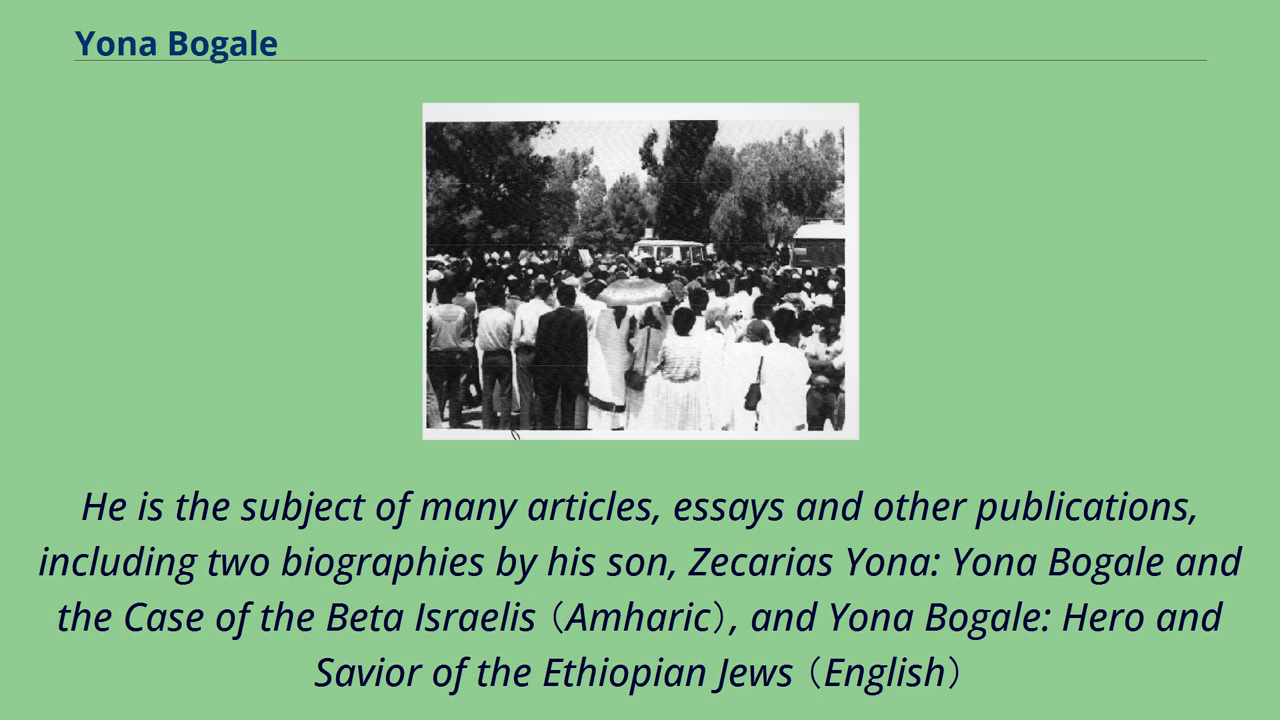 Yona Bogale
He is the subject of many articles, essays and other publications,
including two biographies by his son, Zecarias Yona: Yona Bogale and
the Case of the Beta Israelis (Amharic), and Yona Bogale: Hero and
Savior of the Ethiopian Jews (English)